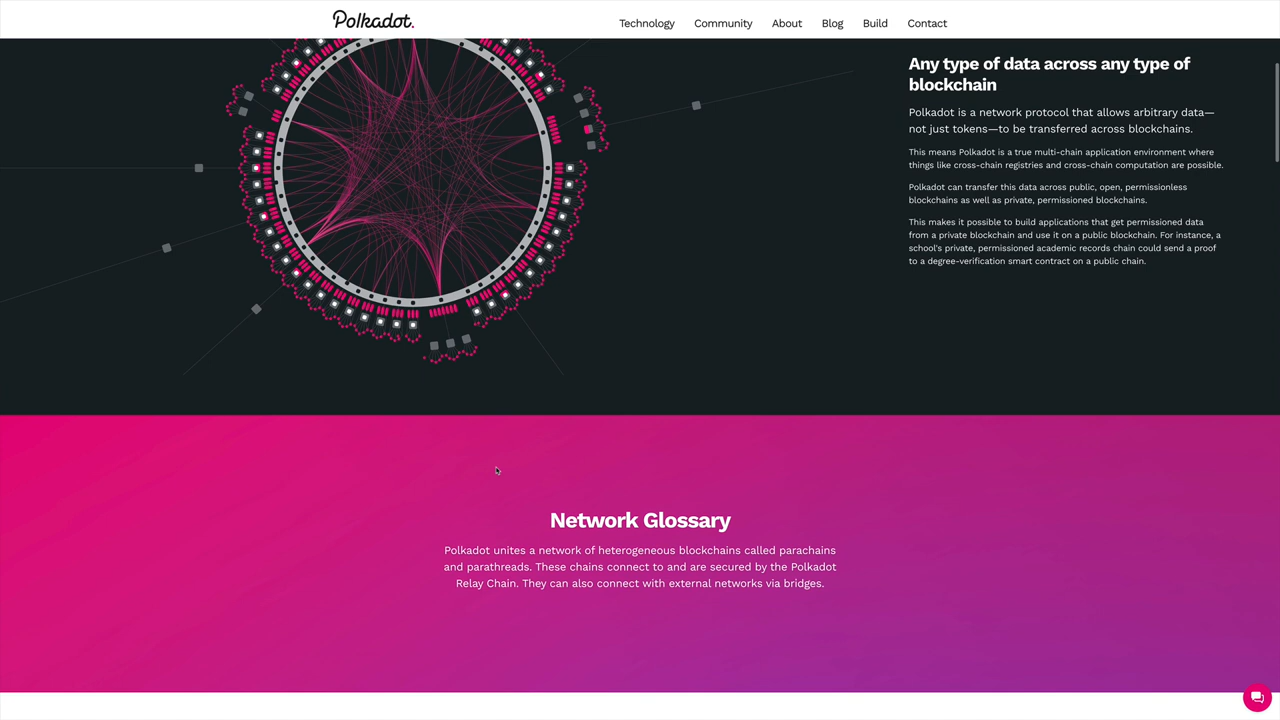 Polkadot.
Technology
Community
About
Blog
Build
Contact
Any type of data across any type of
blockchain
Polkadot is a network protocol that allows arbitrary data—
not just tokens—to be transferred across blockchains.
This means Polkadot is a true multi-chain application environment where
things like cross-chain registries and cross-chain computation are possible.
Polkadot can transfer this data across public, open, permissionless
blockchains as well as private, permissioned blockchains.
This makes it possible to build applications that get permissioned data
from a private blockchain and use it on a public blockchain. For instance, a
school's private, permissioned academic records chain could send a proof
to a degree-verification smart contract on a public chain.
Network Glossary
Polkadot unites a network of heterogeneous blockchains called parachains
and parathreads. These chains connect to and are secured by the Polkadot
Relay Chain. They can also connect with external networks via bridges.